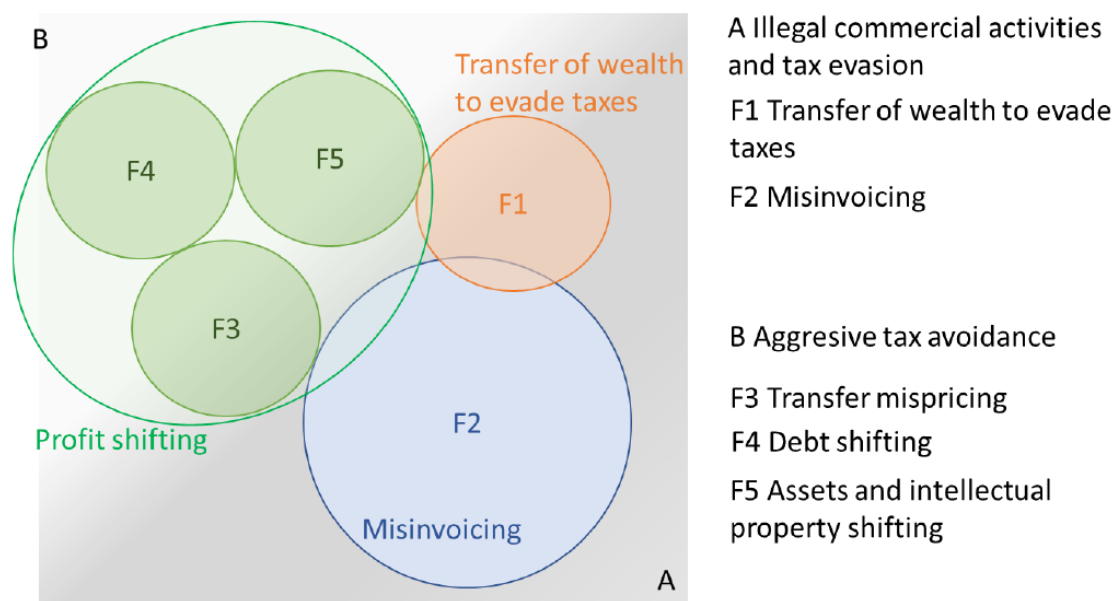 B
Transfer of wealth
to evade taxes
F4
F5
F1
F3
F2
Profit shifting
Misinvoicing
A
A Illegal commercial activities
and tax evasion
F1 Transfer of wealth to evade
taxes
F2 Misinvoicing
B Aggresive tax avoidance
F3 Transfer mispricing
F4 Debt shifting
F5 Assets and intellectual
property shifting